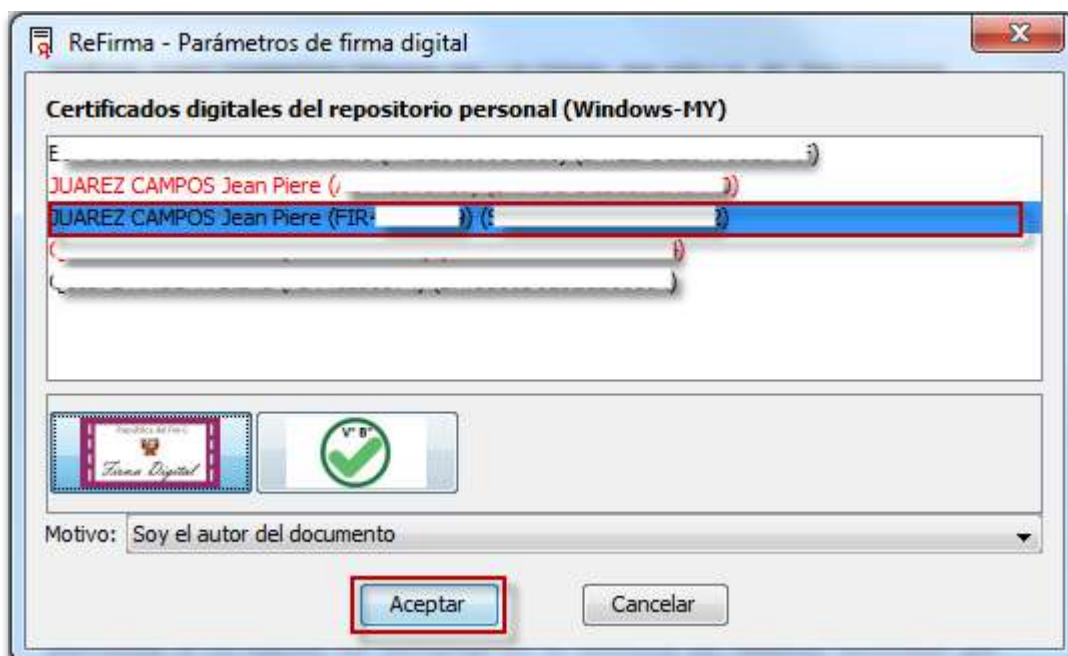 ReFirma - Parámetros de firma digital
Certificados digitales del repositorio personal (Windows-MY)
JUAREZ CAMPOS Jean Piere (
JUAREZ CAMPOS Jean Piere (FIR-
República del Perú
Firma Digital
V° B°
Motivo: Soy el autor del documento
Aceptar
Cancelar